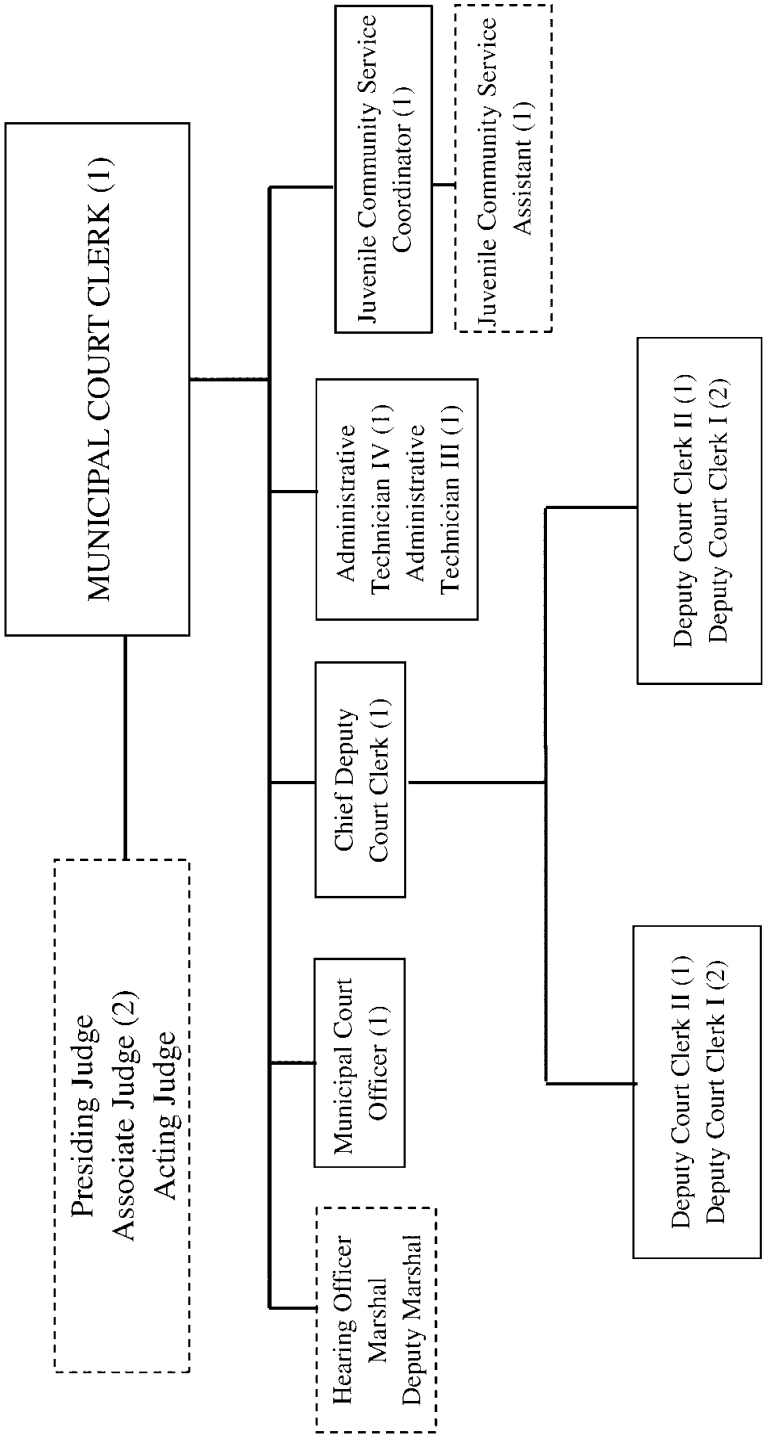 MUNICIPAL COURT CLERK (1)
Presiding Judge
Associate Judge (2)
Acting Judge
Hearing Officer
Marshal
Deputy Marshal
Municipal Court
Officer (1)
Chief Deputy
Court Clerk (1)
Administrative
Technician IV (1)
Administrative
Technician III (1)
Juvenile Community Service
Coordinator (1)
Juvenile Community Service
Assistant (1)
Deputy Court Clerk II (1)
Deputy Court Clerk I (2)
Deputy Court Clerk II (1)
Deputy Court Clerk I (2)